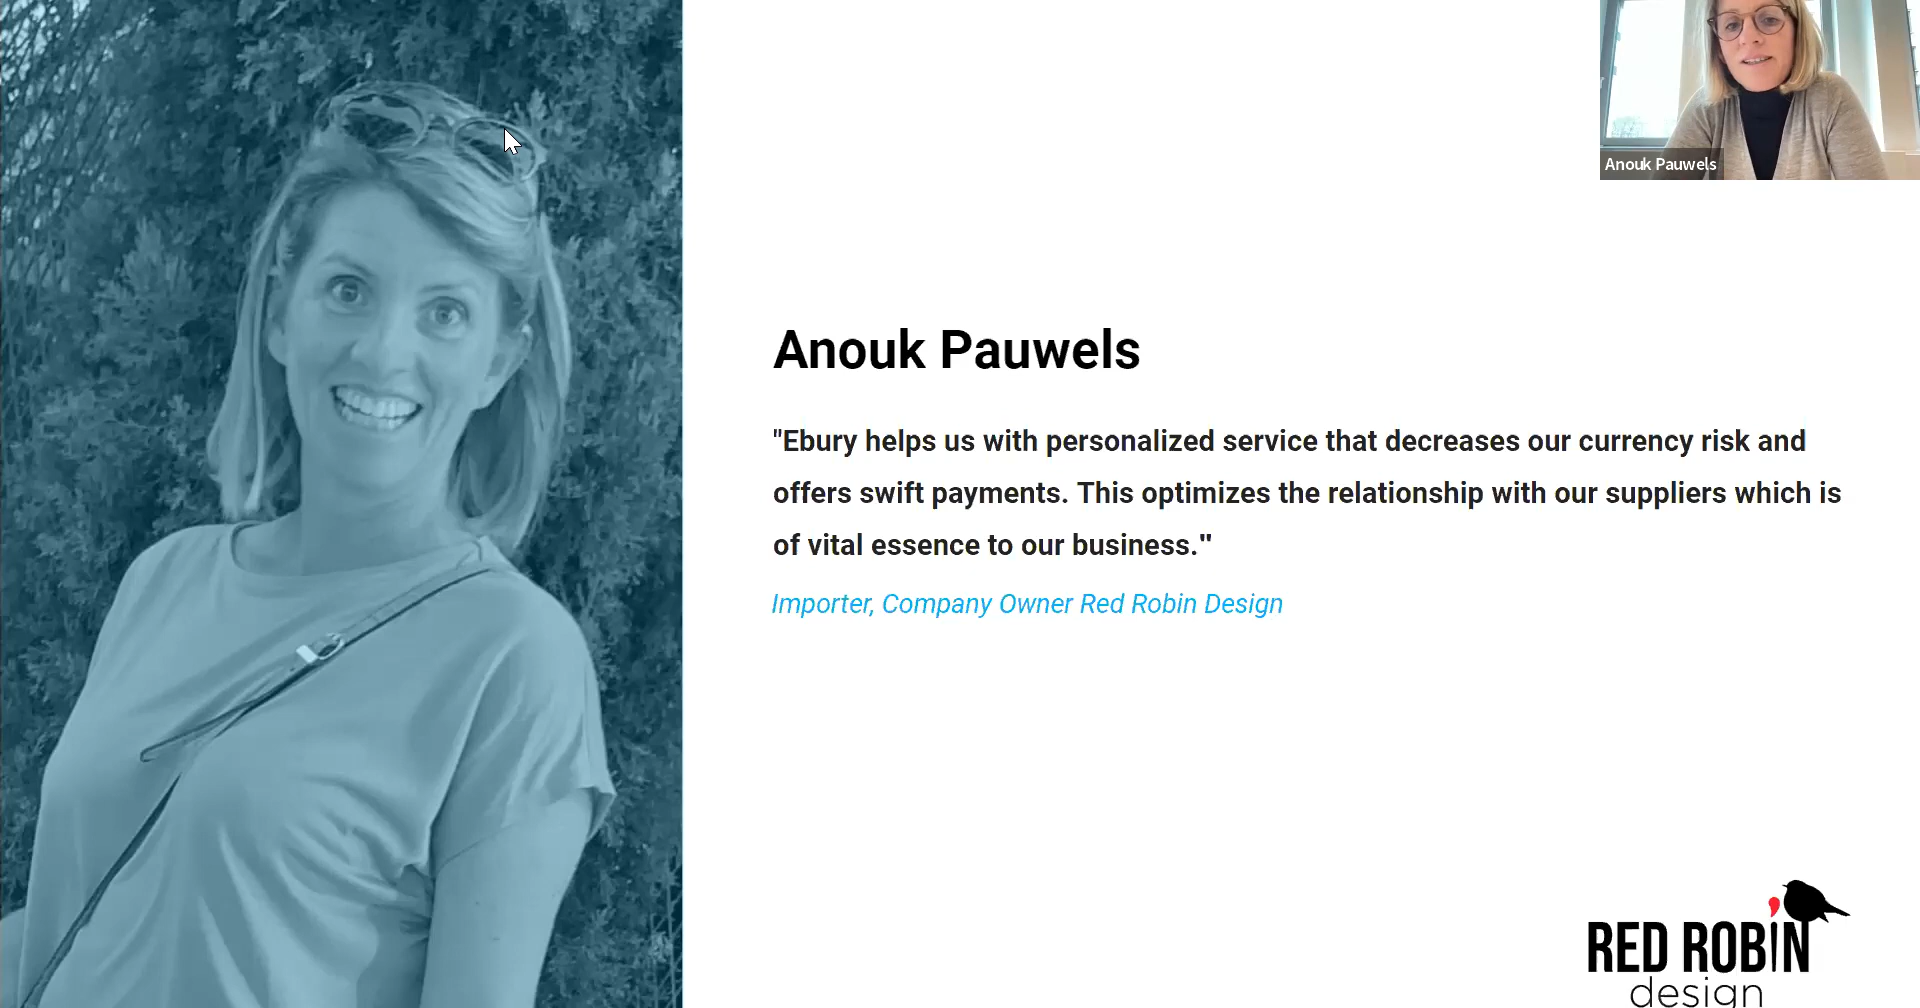 Anouk Pauwels
Anouk Pauwels
"Ebury helps us with personalized service that decreases our currency risk and
offers swift payments. This optimizes the relationship with our suppliers which is
of vital essence to our business."
Importer, Company Owner Red Robin Design
RED ROBIN
design